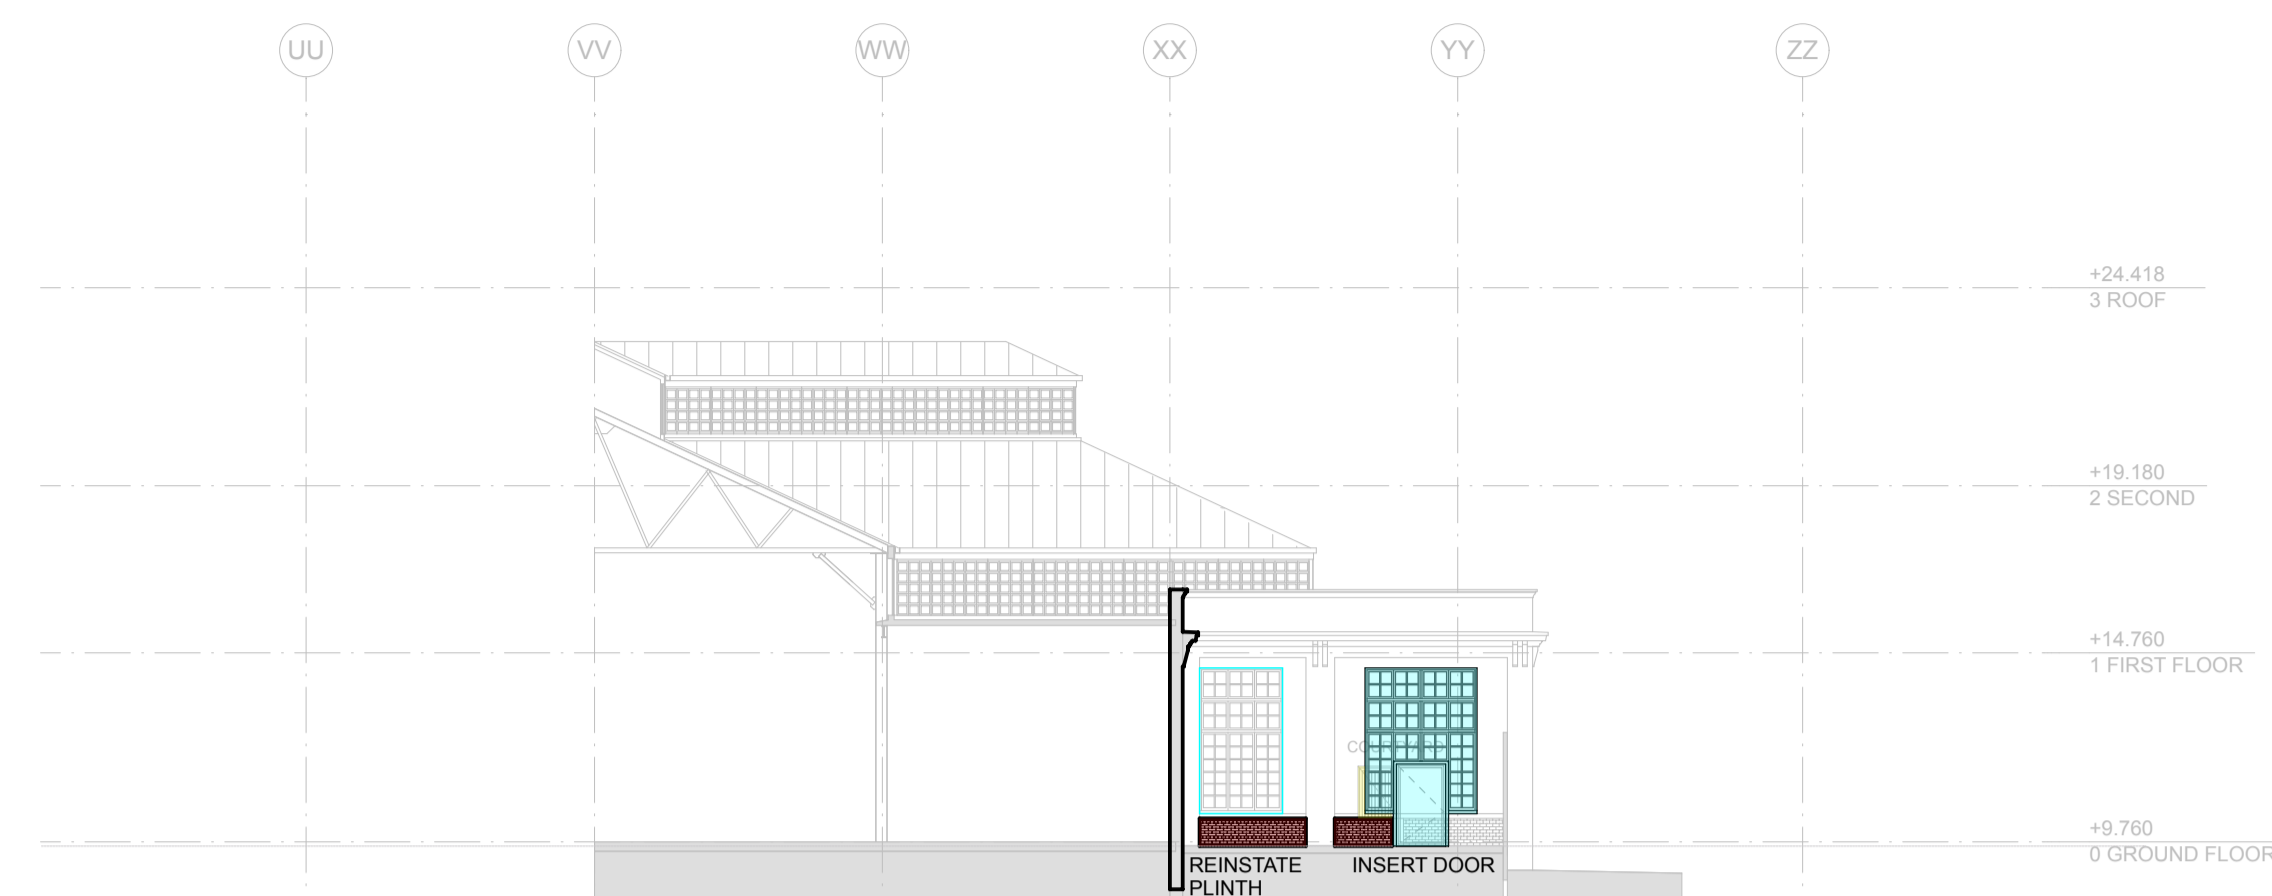 UU VV WW XX YY ZZ
+24.418
3 ROOF
+19.180
2 SECOND
+14.760
1 FIRST FLOOR
COURTYARD
+9.760
0 GROUND FLOOR
REINSTATE
PLINTH
INSERT DOOR